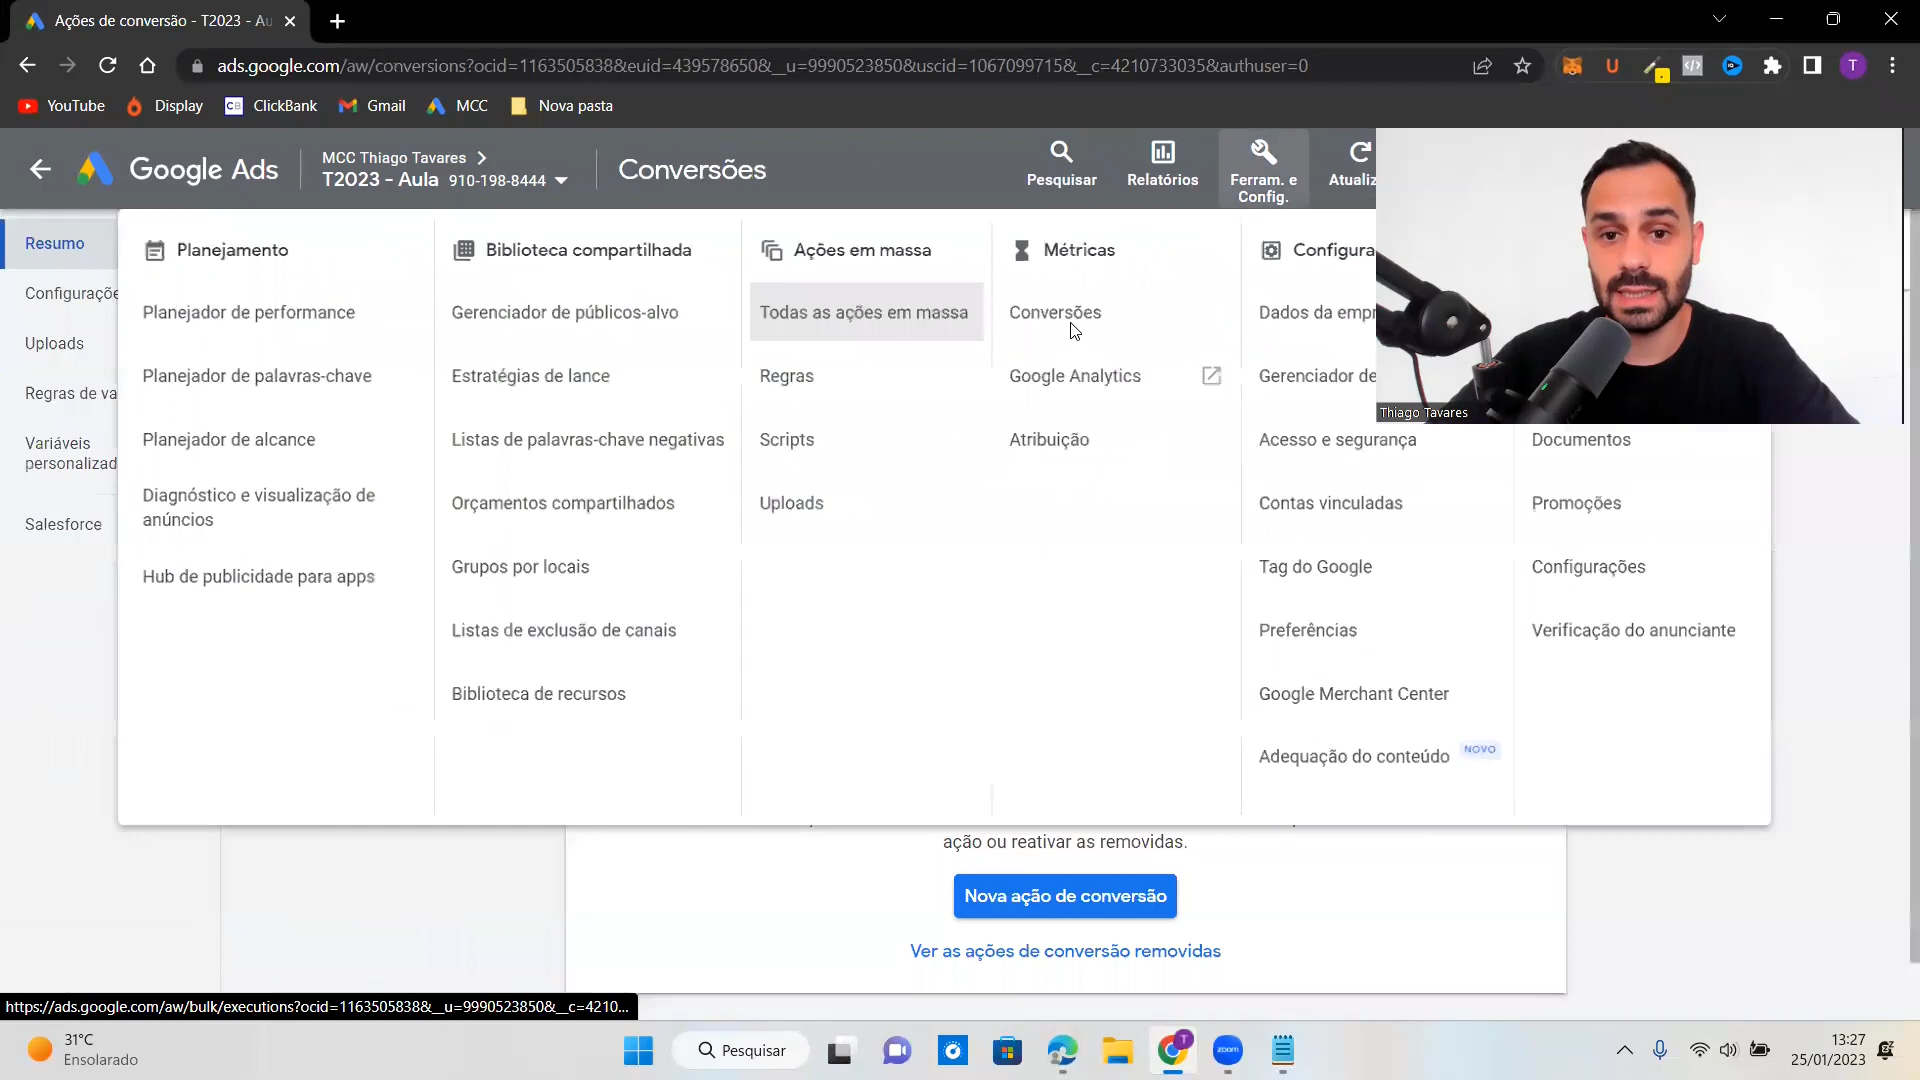 Ações de conversão - T2023 - Au
ads.google.com/aw/conversions?ocid=1163505838&euid=439578650&__u=9990523850&uscid=1067099715&__c=4210733035&authuser=0
T
YouTube
Display
CB
ClickBank
Gmail
MCC
Nova pasta
Google Ads
MCC Thiago Tavares
T2023 - Aula 910-198-8444
Conversões
Pesquisar
Relatórios
Ferram. e
Config.
Atualiz
Resumo
Configuraçõe
Uploads
Regras de va
Variáveis
personalizad
Salesforce
Planejamento
Planejador de performance
Planejador de palavras-chave
Planejador de alcance
Diagnóstico e visualização de
anúncios
Hub de publicidade para apps
Biblioteca compartilhada
Gerenciador de públicos-alvo
Estratégias de lance
Listas de palavras-chave negativas
Orçamentos compartilhados
Grupos por locais
Listas de exclusão de canais
Biblioteca de recursos
Ações em massa
Todas as ações em massa
Regras
Scripts
Uploads
Métricas
Conversões
Google Analytics
Atribuição
Configura
Dados da empr
Gerenciador de
Acesso e segurança
Contas vinculadas
Tag do Google
Preferências
Google Merchant Center
Adequação do conteúdo NOVO
Documentos
Promoções
Configurações
Verificação do anunciante
Thiago Tavares
ação ou reativar as removidas.
Nova ação de conversão
Ver as ações de conversão removidas
https://ads.google.com/aw/bulk/executions?ocid=1163505838&__u=9990523850&__c=4210...
31°C
Ensolarado
Pesquisar
T
zoom
13:27
25/01/2023